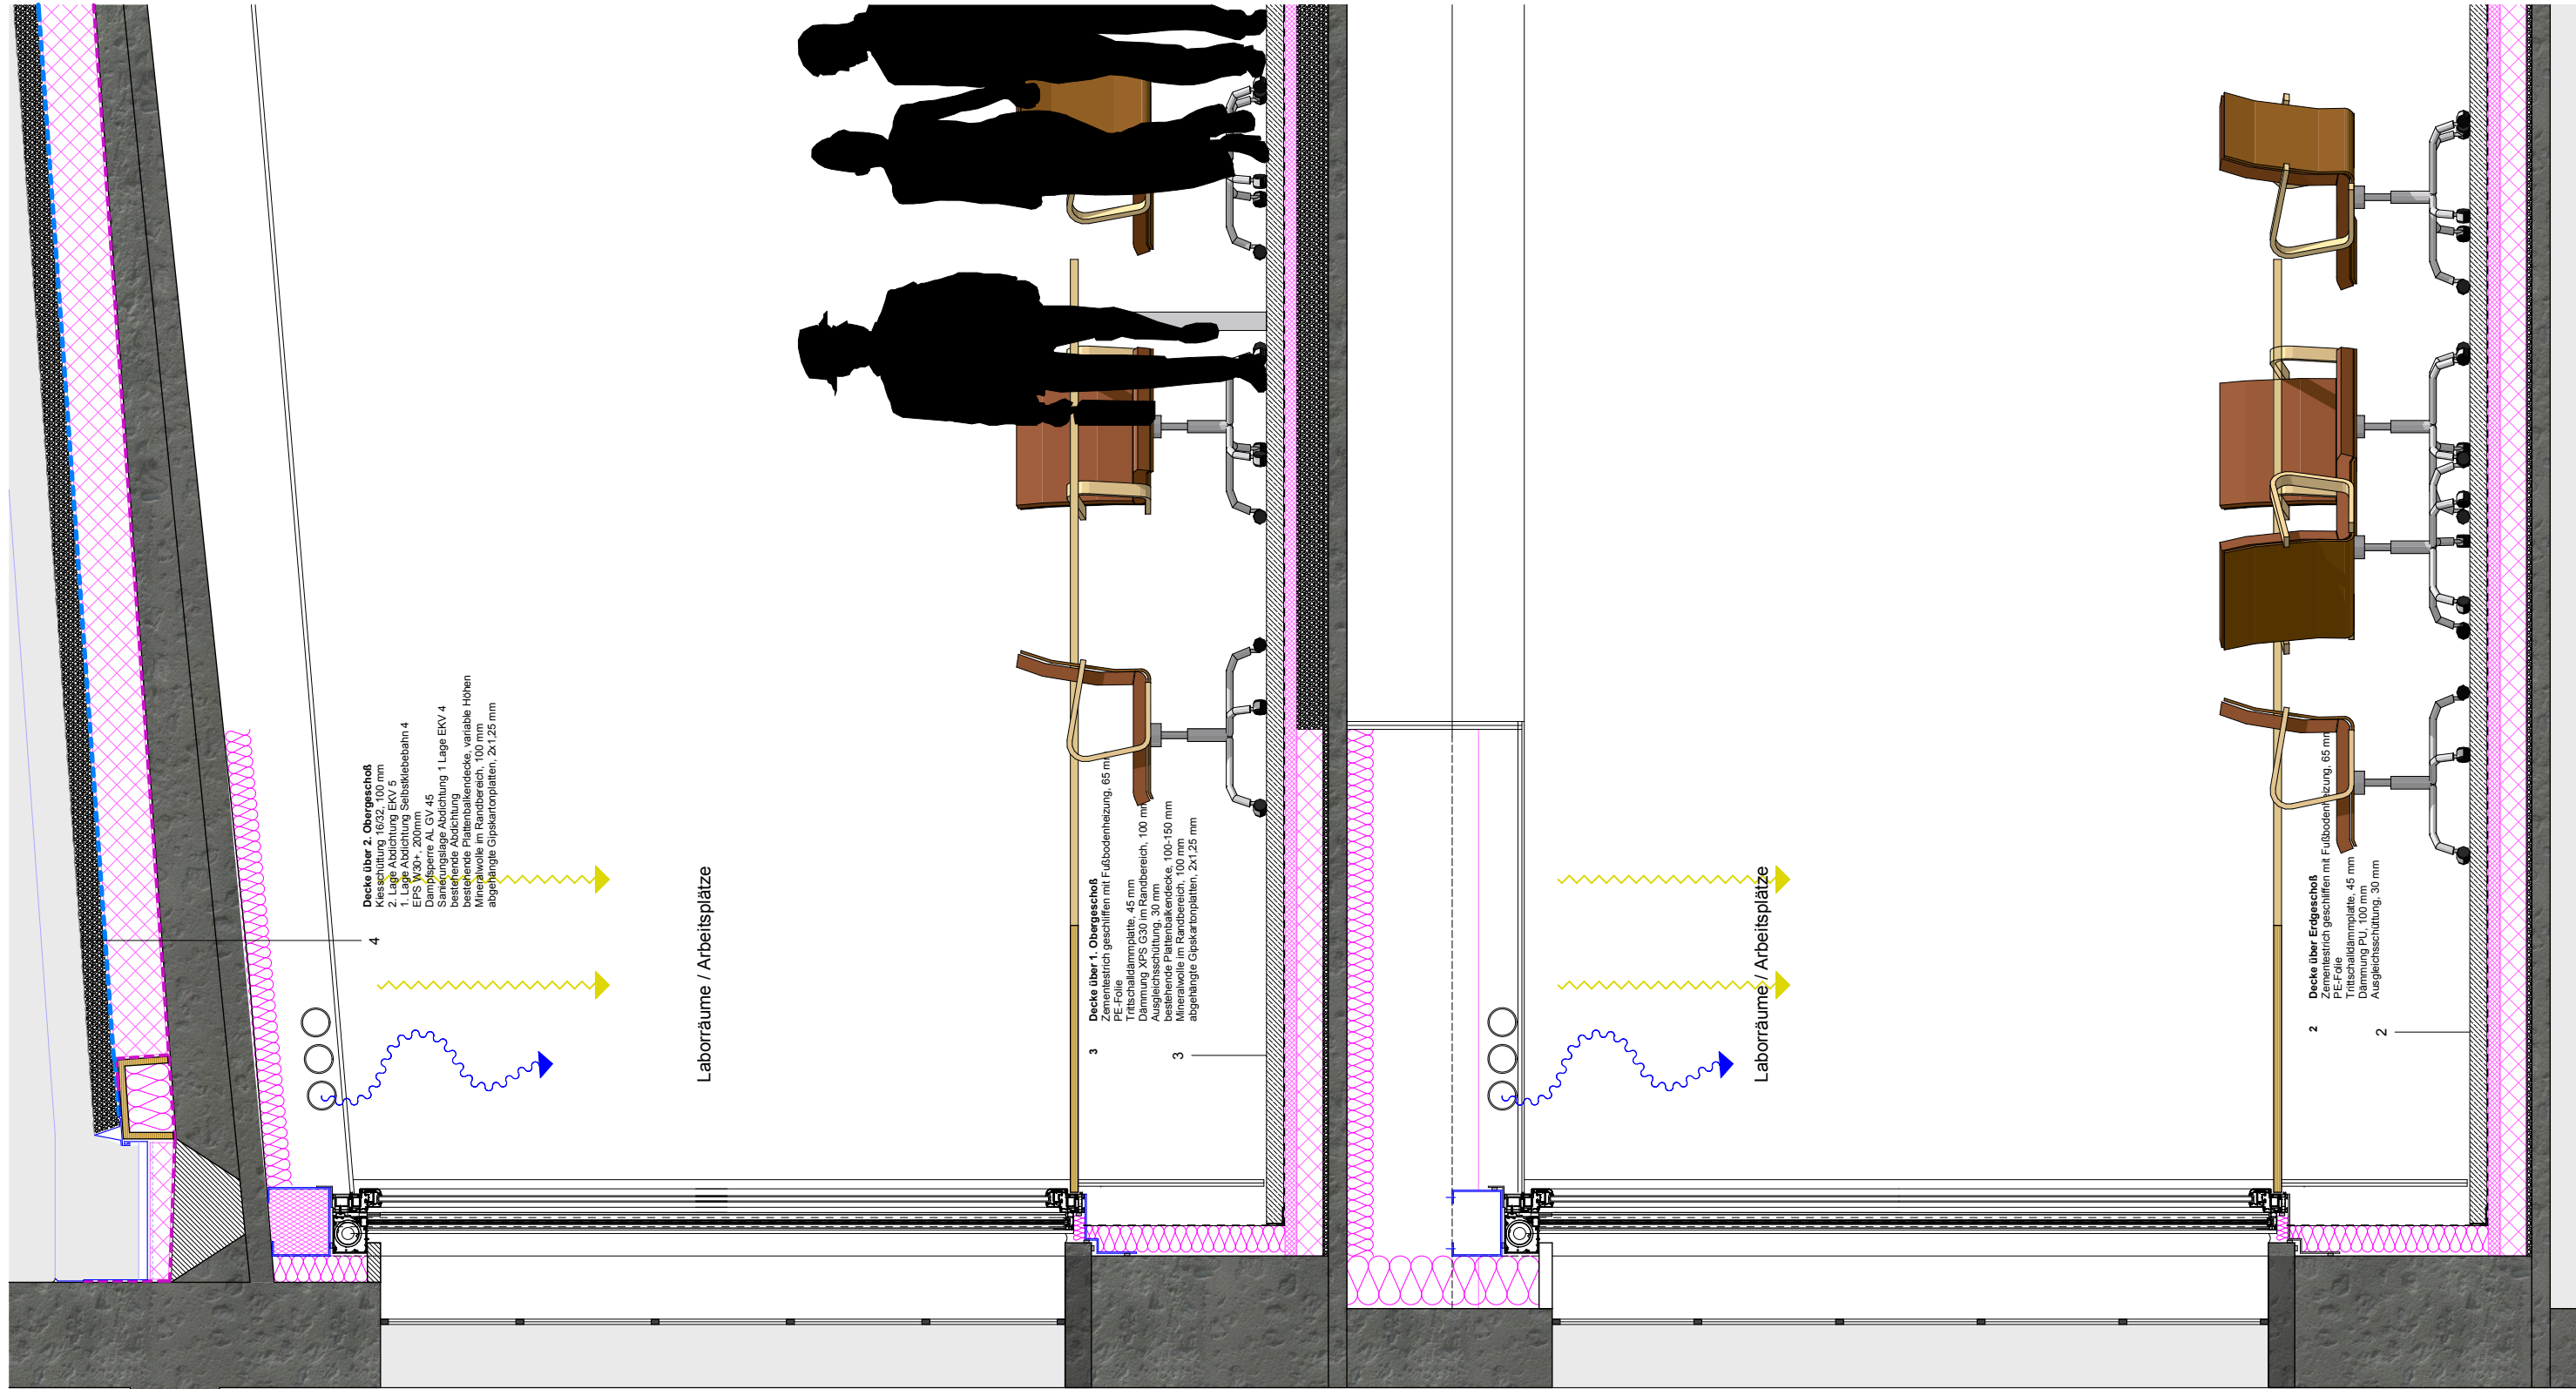 4
Decke über 2. Obergeschoß
Kiesschüttung 16/32, 100 mm
2. Lage Abdichtung EKV 5
1. Lage Abdichtung Selbstklebebahn 4
EPS W30+, 200mm
Dampfsperre AL GV 45
Sanierungslage Abdichtung 1 Lage EKV 4
bestehende Abdichtung
bestehende Plattenbalkendecke, variable Höhen
Mineralwolle im Randbereich, 100 mm
abgehängte Gipskartonplatten, 2x1,25 mm
Laborräume / Arbeitsplätze
3
Decke über 1. Obergeschoß
Zementestrich geschliffen mit Fußbodenheizung, 65 mm
PE-Folie
Trittschalldämmplatte, 45 mm
Dämmung XPS G30 im Randbereich, 100 mm
Ausgleichsschüttung, 30 mm
bestehende Plattenbalkendecke, 100-150 mm
Mineralwolle im Randbereich, 100 mm
abgehängte Gipskartonplatten, 2x1,25 mm
3
Laborräume / Arbeitsplätze
2
Decke über Erdgeschoß
Zementestrich geschliffen mit Fußbodenheizung, 65 mm
PE-Folie
Trittschalldämmplatte, 45 mm
Dämmung PU, 100 mm
Ausgleichsschüttung, 30 mm
2